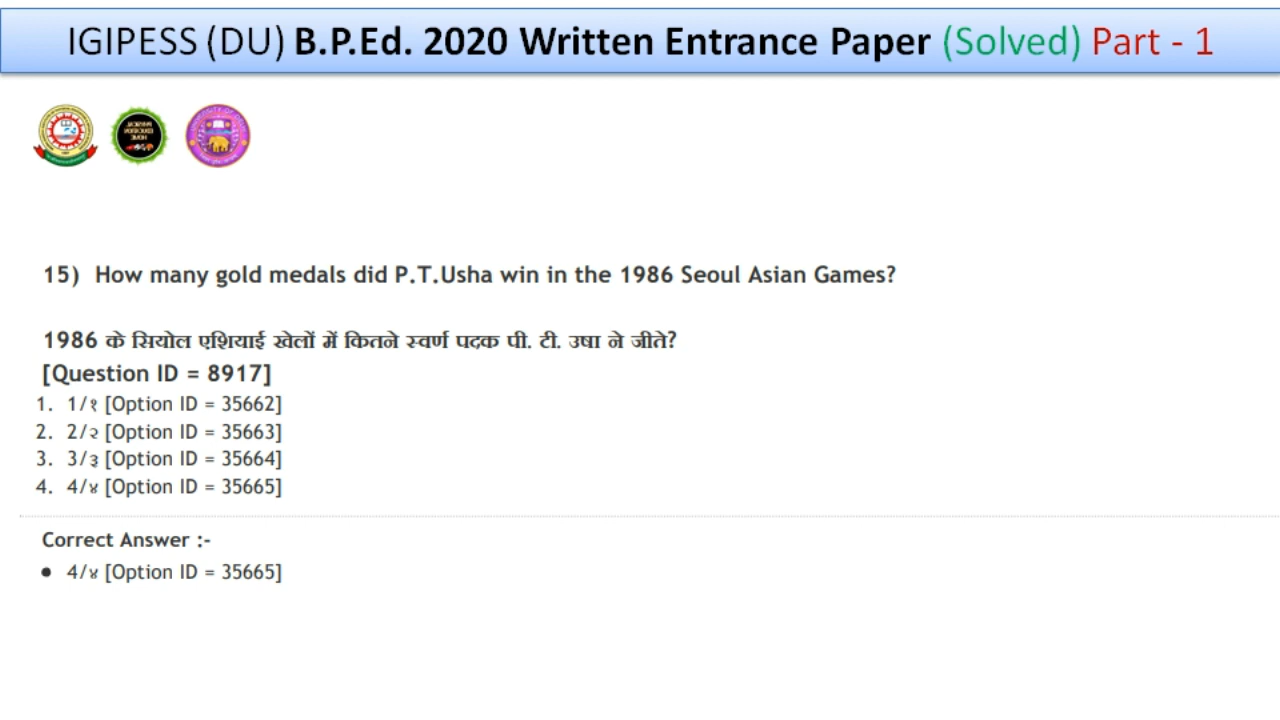 IGIPESS (DU) B.P.Ed. 2020 Written Entrance Paper (Solved) Part - 1
15) How many gold medals did P.T.Usha win in the 1986 Seoul Asian Games?
1986 के सियोल एशियाई खेलों में कितने स्वर्ण पदक पी. टी. उषा ने जीते?
[Question ID = 8917]
1. 1/१ [Option ID = 35662]
2. 2/२ [Option ID = 35663]
3. 3/३ [Option ID = 35664]
4. 4/४ [Option ID = 35665]
Correct Answer :-
• 4/४ [Option ID = 35665]